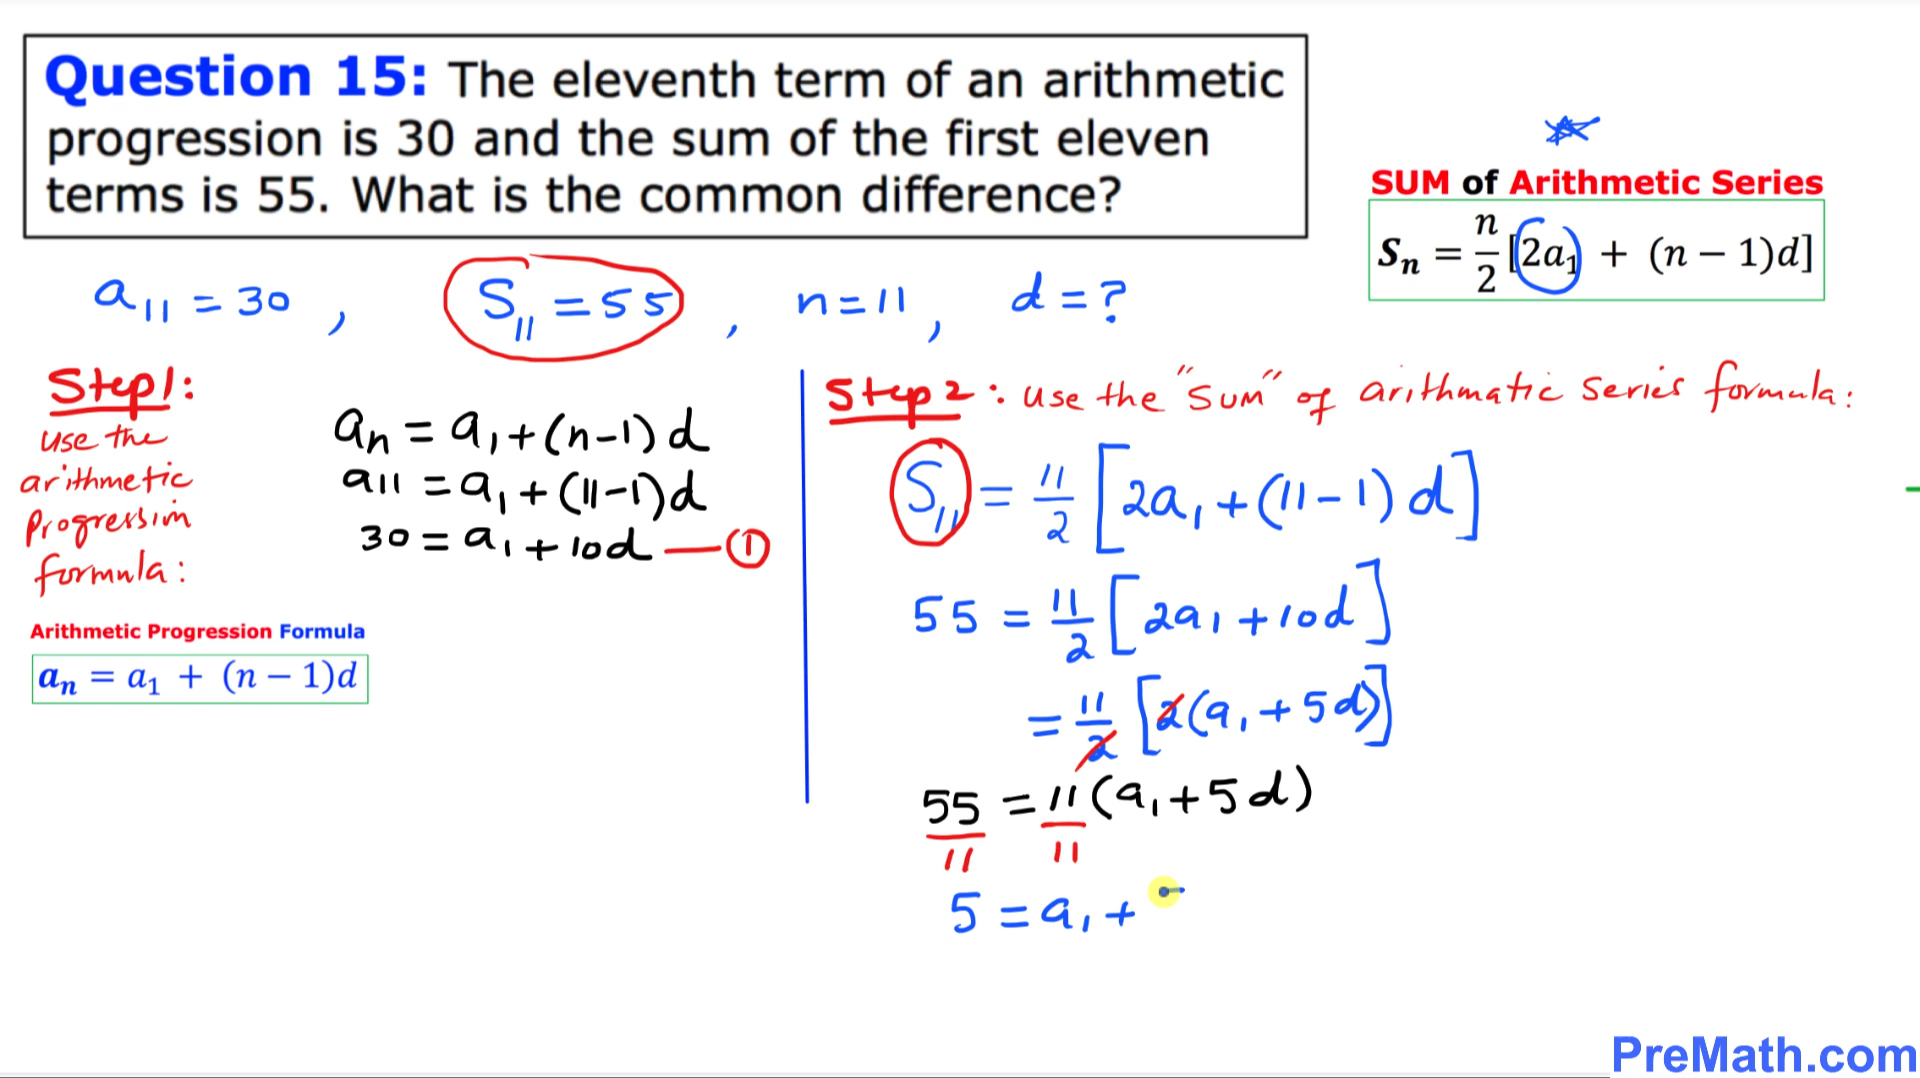 Question 15: The eleventh term of an arithmetic
progression is 30 and the sum of the first eleven
terms is 55. What is the common difference?
SUM of Arithmetic Series
Sₙ = n/2 [2a₁ + (n − 1)d]
a₁₁ = 30 , S₁₁ = 55 , n = 11 , d = ?
Step 1:
use the
arithmetic
Progression
formula:
Arithmetic Progression Formula
aₙ = a₁ + (n − 1)d
aₙ = a₁ + (n-1) d
a11 = a₁ + (11-1)d
30 = a₁ + 10d — ①
Step 2 : use the "sum" of arithmatic series formula:
S₁₁ = 11/2 [2a₁ + (11-1) d]
55 = 11/2 [2a₁ + 10d]
= 11/2 [2(a₁ + 5d)]
55 = 11 (a₁ + 5d)
11 11
5 = a₁ +
PreMath.com